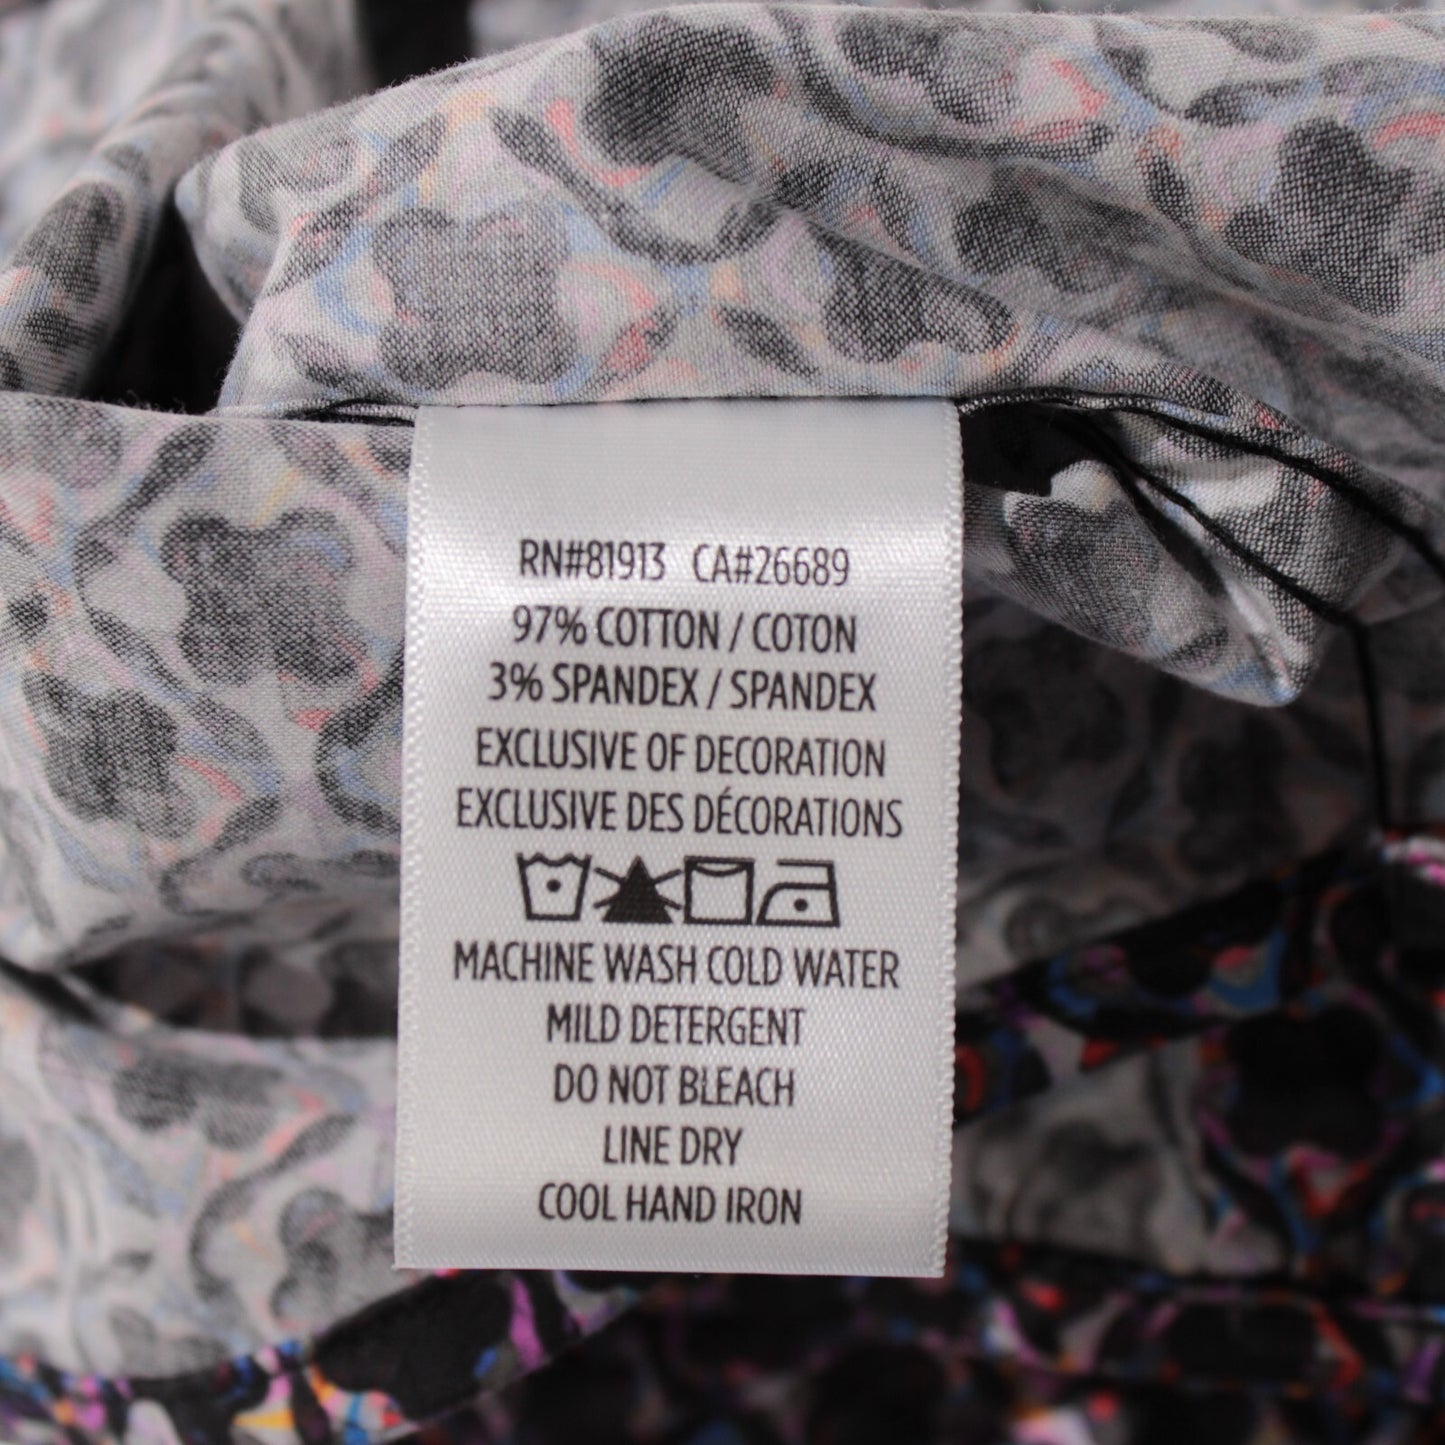 RN#81913 CA#26689
97% COTTON / COTON
3% SPANDEX / SPANDEX
EXCLUSIVE OF DECORATION
EXCLUSIVE DES DÉCORATIONS
MACHINE WASH COLD WATER
MILD DETERGENT
DO NOT BLEACH
LINE DRY
COOL HAND IRON